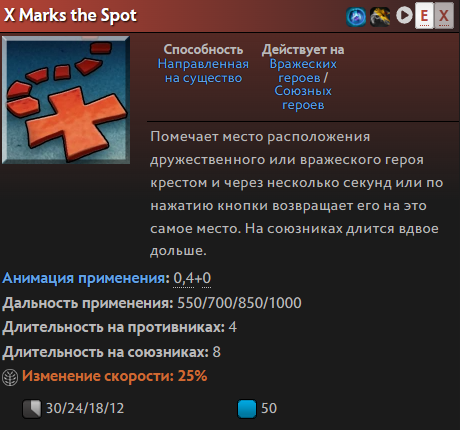 X Marks the Spot
E X
Способность Действует на
Направленная Вражеских
на существо героев /
Союзных
героев
Помечает место расположения
дружественного или вражеского героя
крестом и через несколько секунд или по
нажатию кнопки возвращает его на это
самое место. На союзниках длится вдвое
дольше.
Анимация применения: 0,4+0
Дальность применения: 550/700/850/1000
Длительность на противниках: 4
Длительность на союзниках: 8
Изменение скорости: 25%
30/24/18/12 50